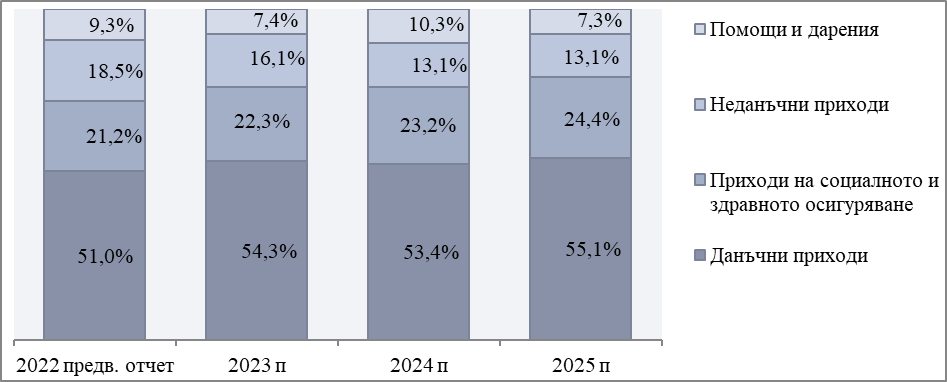 9,3%
7,4%
10,3%
7,3%
18,5%
16,1%
13,1%
13,1%
21,2%
22,3%
23,2%
24,4%
51,0%
54,3%
53,4%
55,1%
2022 предв. отчет
2023 п
2024 п
2025 п
Помощи и дарения
Неданъчни приходи
Приходи на социалното и
здравното осигуряване
Данъчни приходи